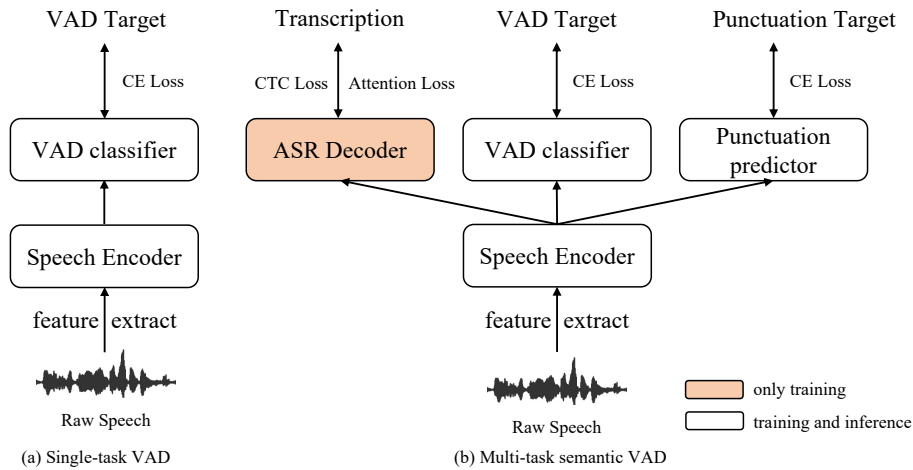 VAD Target
Transcription
VAD Target
Punctuation Target
CE Loss
CTC Loss
Attention Loss
CE Loss
CE Loss
VAD classifier
ASR Decoder
VAD classifier
Punctuation
predictor
Speech Encoder
Speech Encoder
feature extract
feature extract
Raw Speech
Raw Speech
only training
training and inference
(a) Single-task VAD
(b) Multi-task semantic VAD